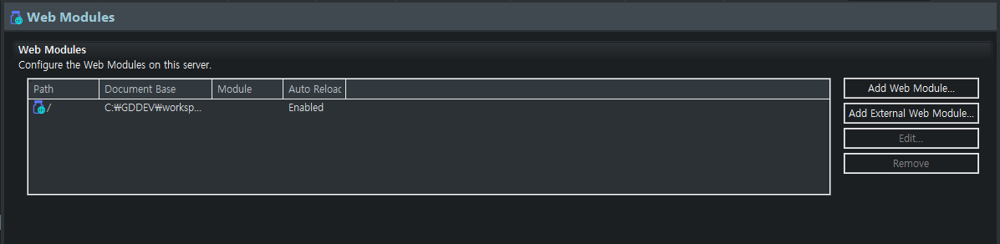 Web Modules
Web Modules
Configure the Web Modules on this server.
Path Document Base Module Auto Reload
/ C:₩GDDEV₩worksp... Enabled
Add Web Module...
Add External Web Module...
Edit...
Remove